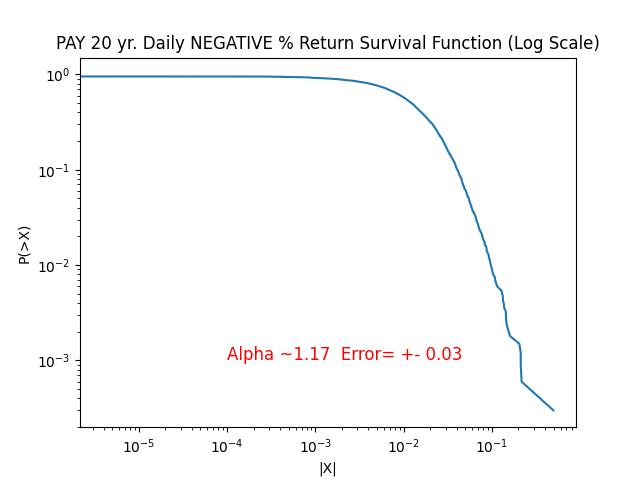 PAY 20 yr. Daily NEGATIVE % Return Survival Function (Log Scale)
10⁰
10⁻¹
10⁻²
10⁻³
P(>X)
Alpha ~1.17  Error= +- 0.03
10⁻⁵ 10⁻⁴ 10⁻³ 10⁻² 10⁻¹
|X|